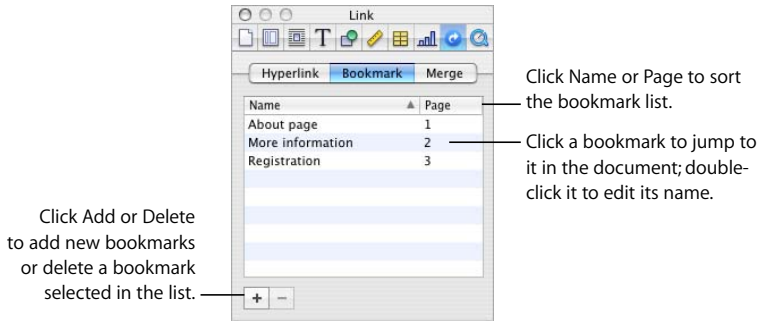 Link
T
Hyperlink Bookmark Merge
Name Page
About page 1
More information 2
Registration 3
+ −
Click Name or Page to sort
the bookmark list.
Click a bookmark to jump to
it in the document; double-
click it to edit its name.
Click Add or Delete
to add new bookmarks
or delete a bookmark
selected in the list.